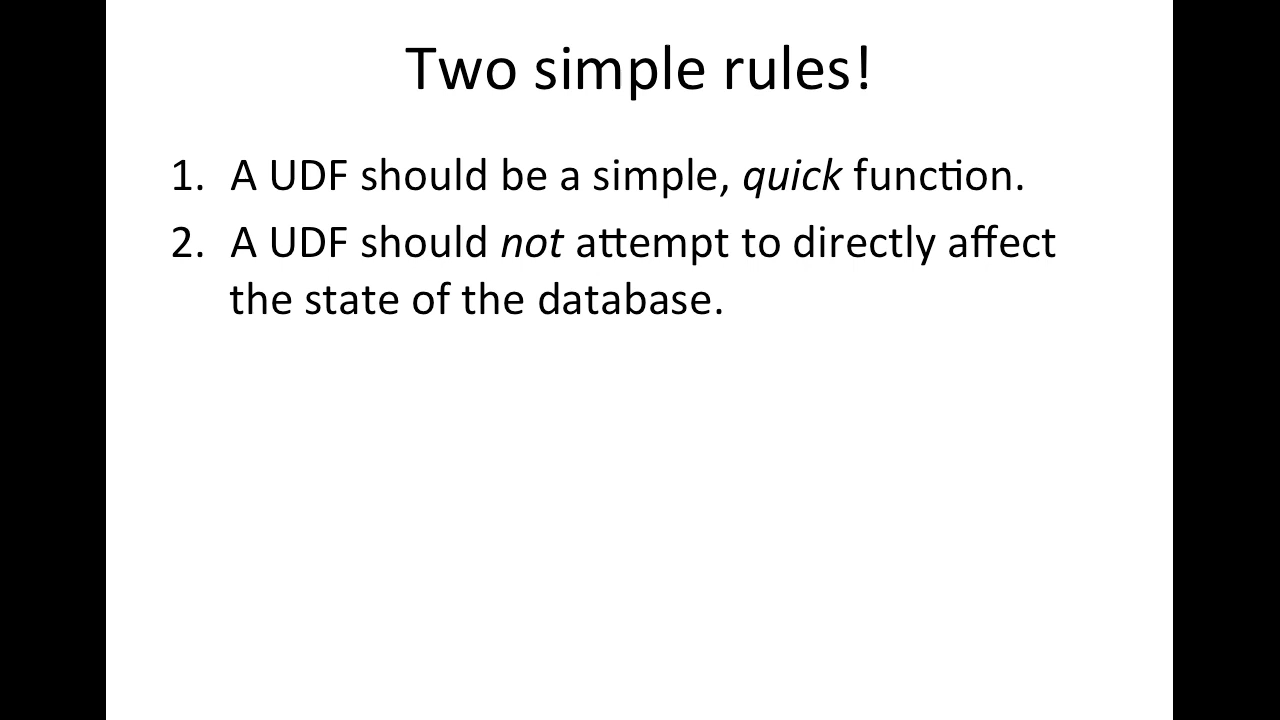 Two simple rules!
1. A UDF should be a simple, quick function.
2. A UDF should not attempt to directly affect
the state of the database.